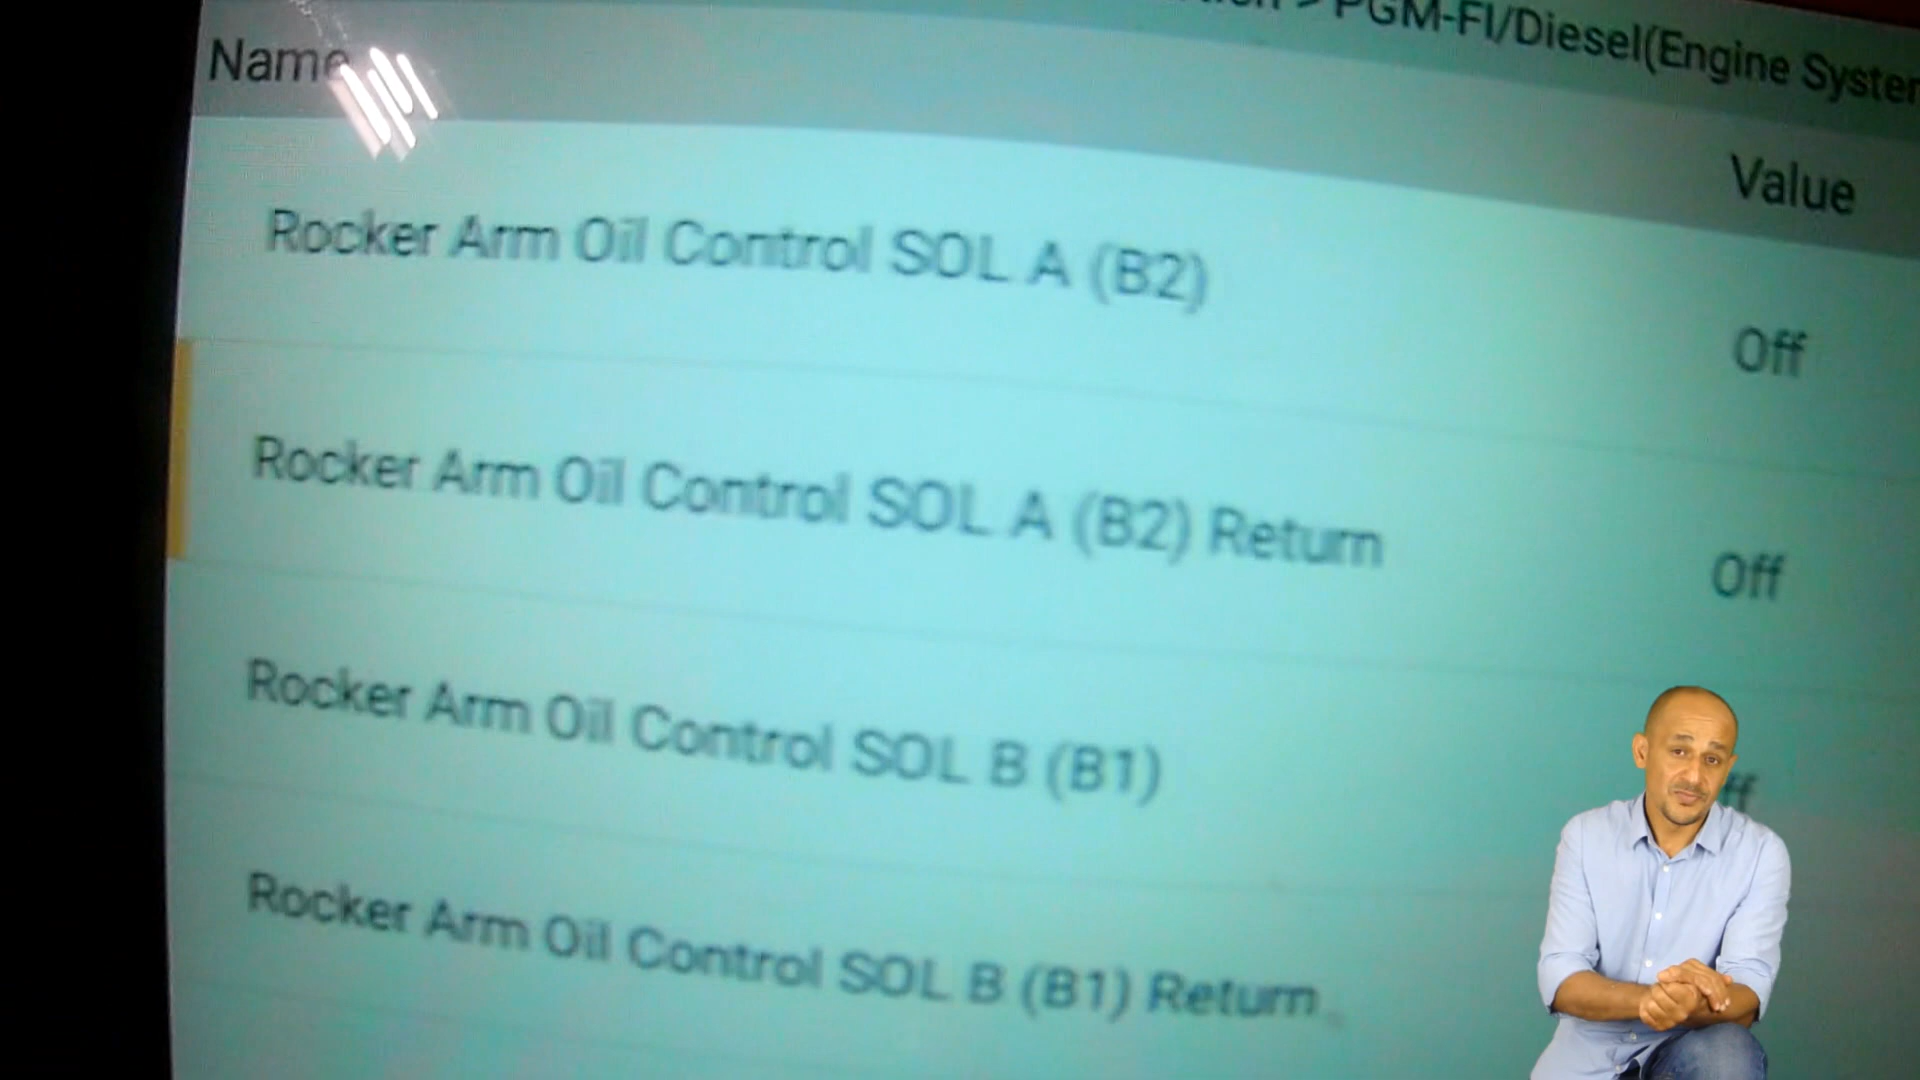 > PGM-FI/Diesel(Engine System
Name
Value
Rocker Arm Oil Control SOL A (B2)
Off
Rocker Arm Oil Control SOL A (B2) Return
Off
Rocker Arm Oil Control SOL B (B1)
Rocker Arm Oil Control SOL B (B1) Return